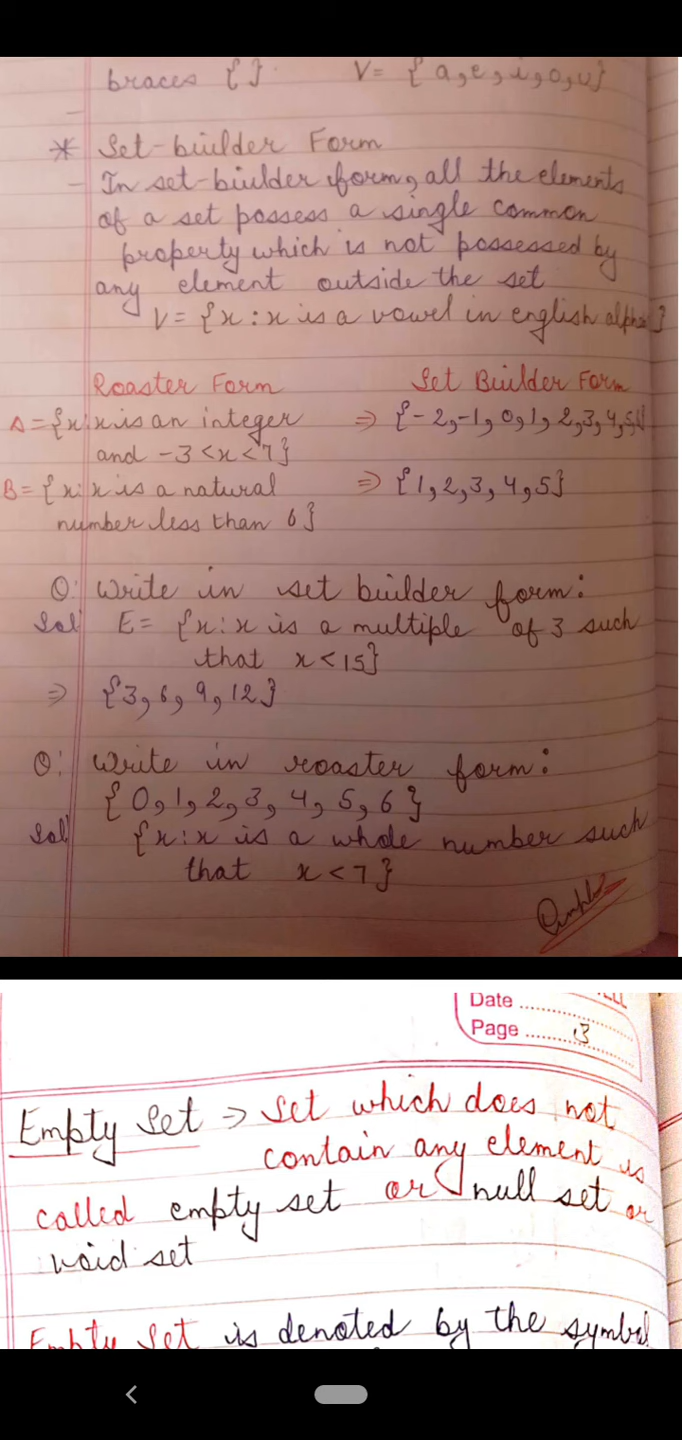 braces { }. V = { a, e, i, o, u }
* Set-builder Form
- In set-builder form, all the elements
of a set possess a single common
property which is not possessed by
any element outside the set
V = {x : x is a vowel in english alpha }
Roaster Form Set Builder Form
A = {x : x is an integer ⇒ {-2, -1, 0, 1, 2, 3, 4, 5,
and -3 < x < 7}
B = {x : x is a natural ⇒ {1, 2, 3, 4, 5}
number less than 6}
Q: Write in set builder form:
Sol E = {x : x is a multiple of 3 such
that x < 15}
⇒ {3, 6, 9, 12}
Q: Write in roaster form:
{ 0, 1, 2, 3, 4, 5, 6 }
Sol {x : x is a whole number such
that x < 7}
Date
Page 13
Empty Set → Set which does not
contain any element is
called empty set or null set or
void set
Empty Set is denoted by the symbol